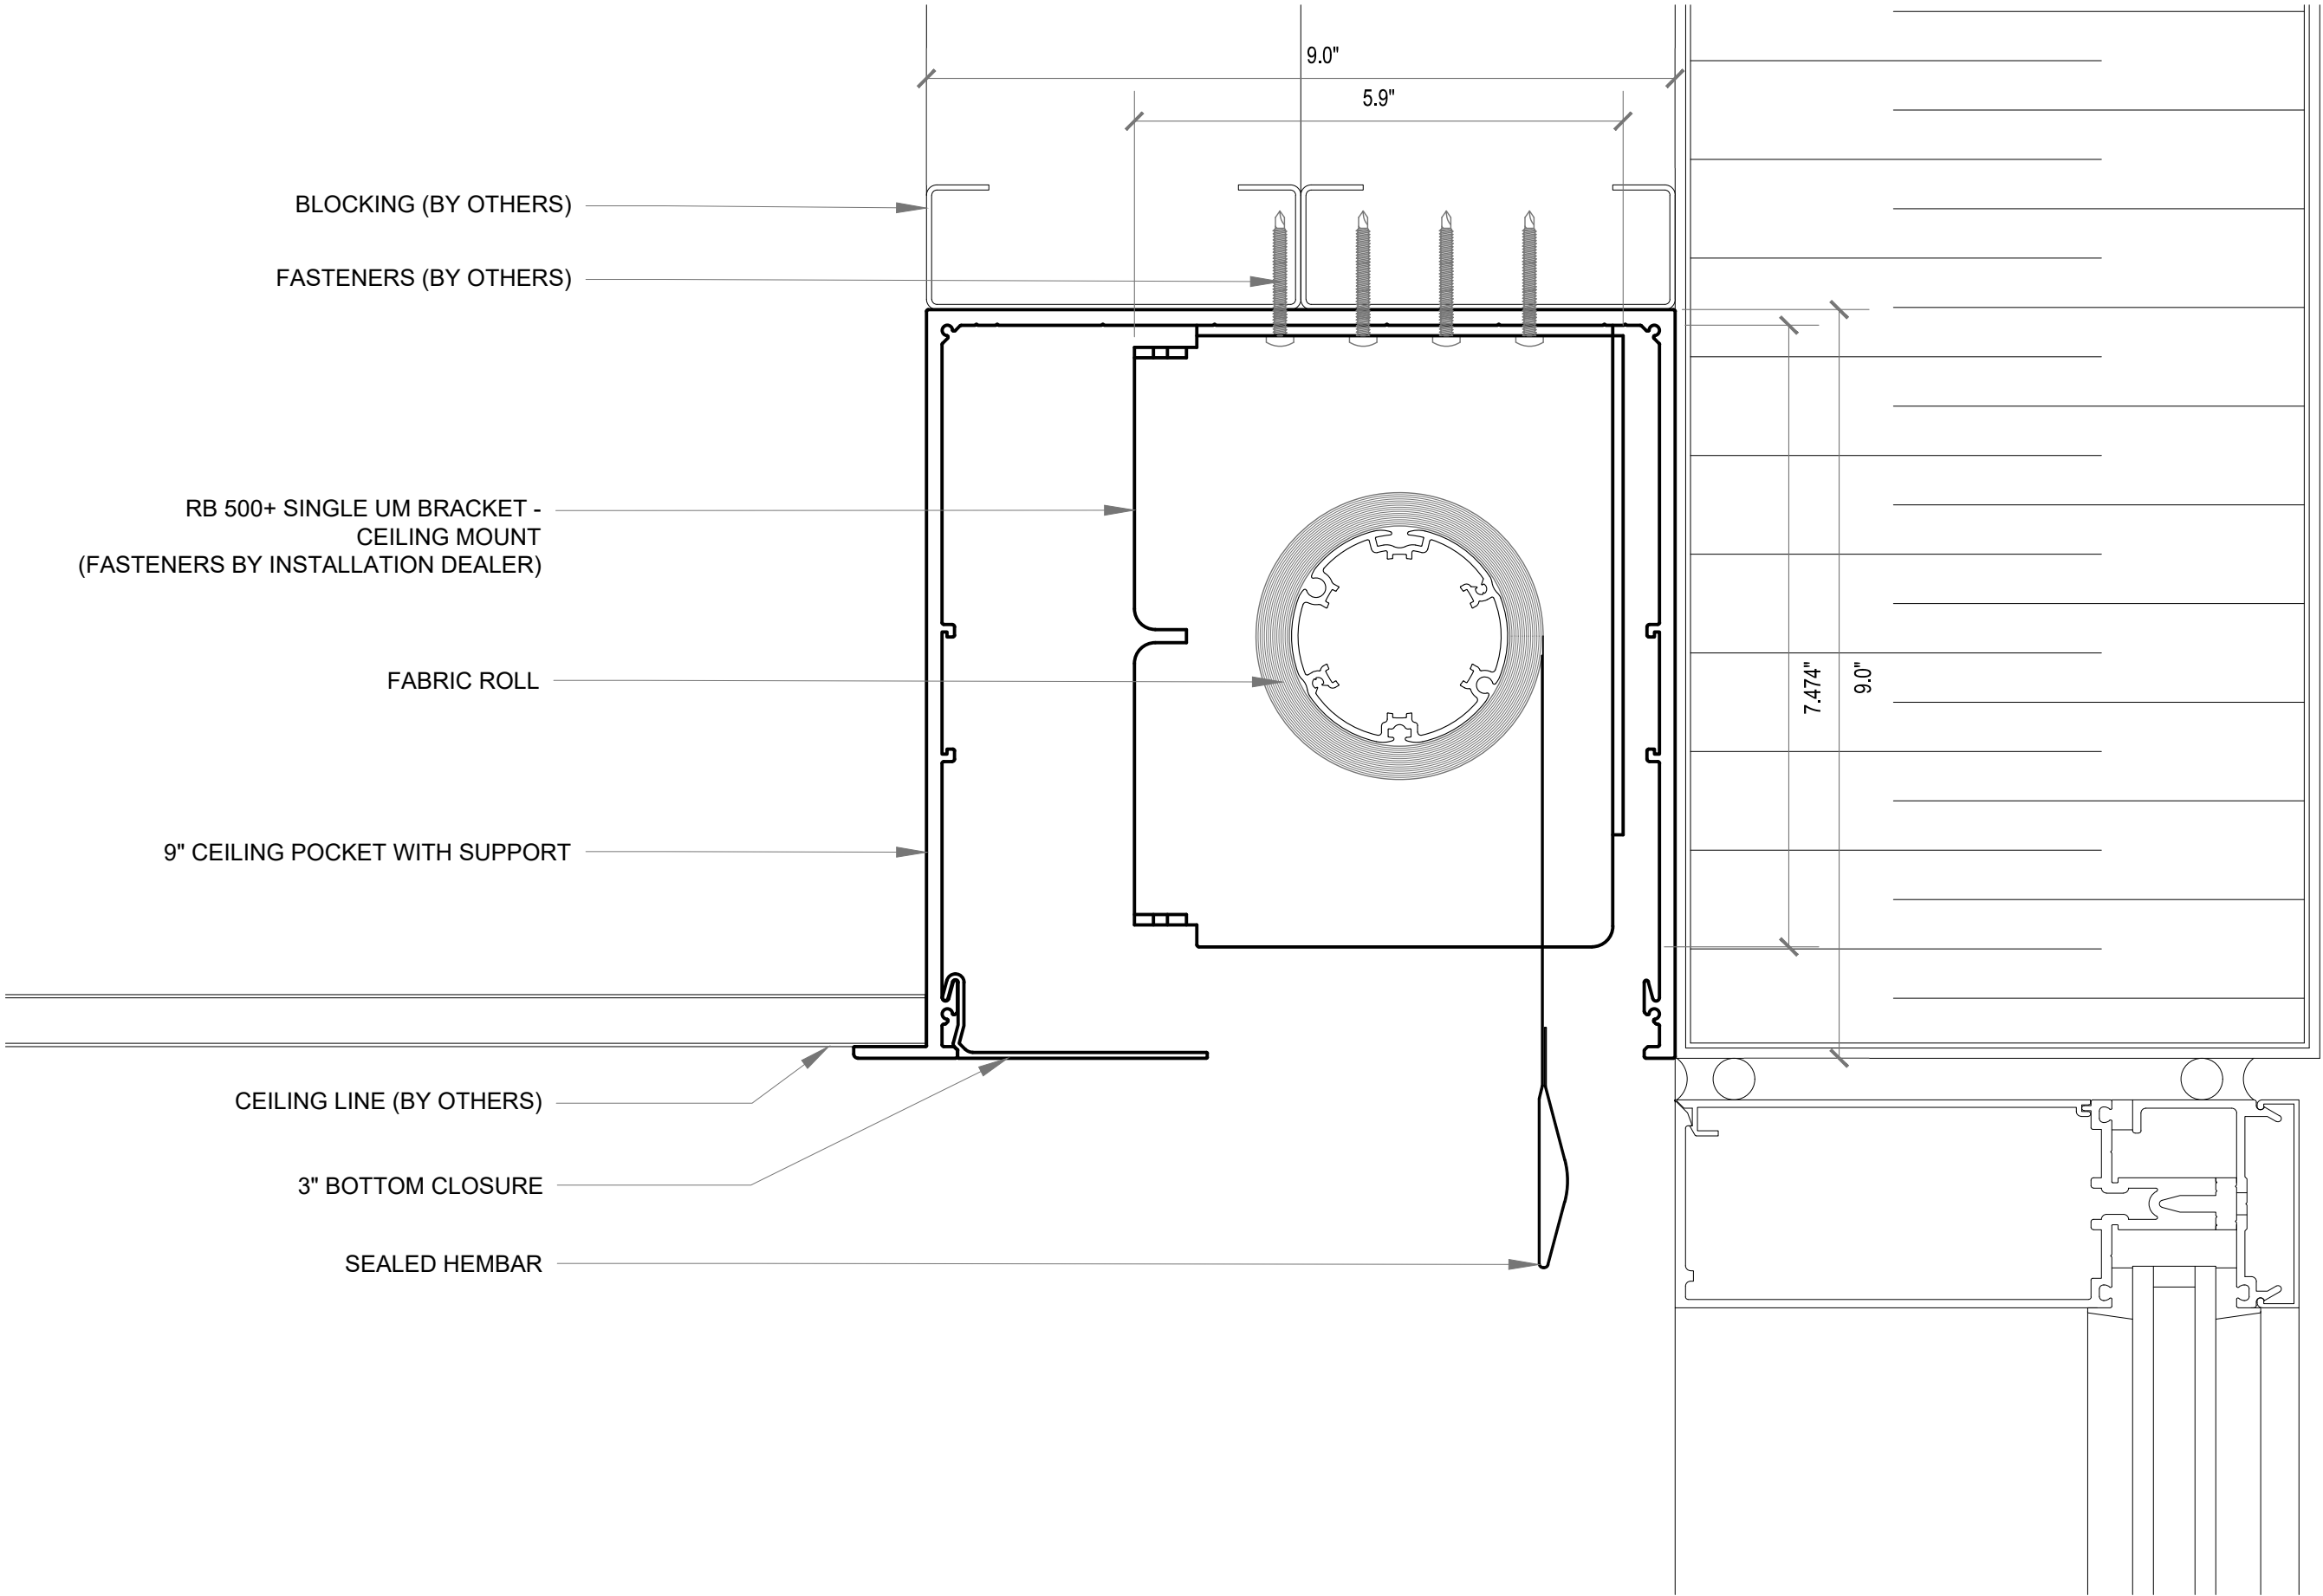 9.0"
5.9"
BLOCKING (BY OTHERS)
FASTENERS (BY OTHERS)
RB 500+ SINGLE UM BRACKET -
CEILING MOUNT
(FASTENERS BY INSTALLATION DEALER)
FABRIC ROLL
7.474"
9.0"
9" CEILING POCKET WITH SUPPORT
CEILING LINE (BY OTHERS)
3" BOTTOM CLOSURE
SEALED HEMBAR